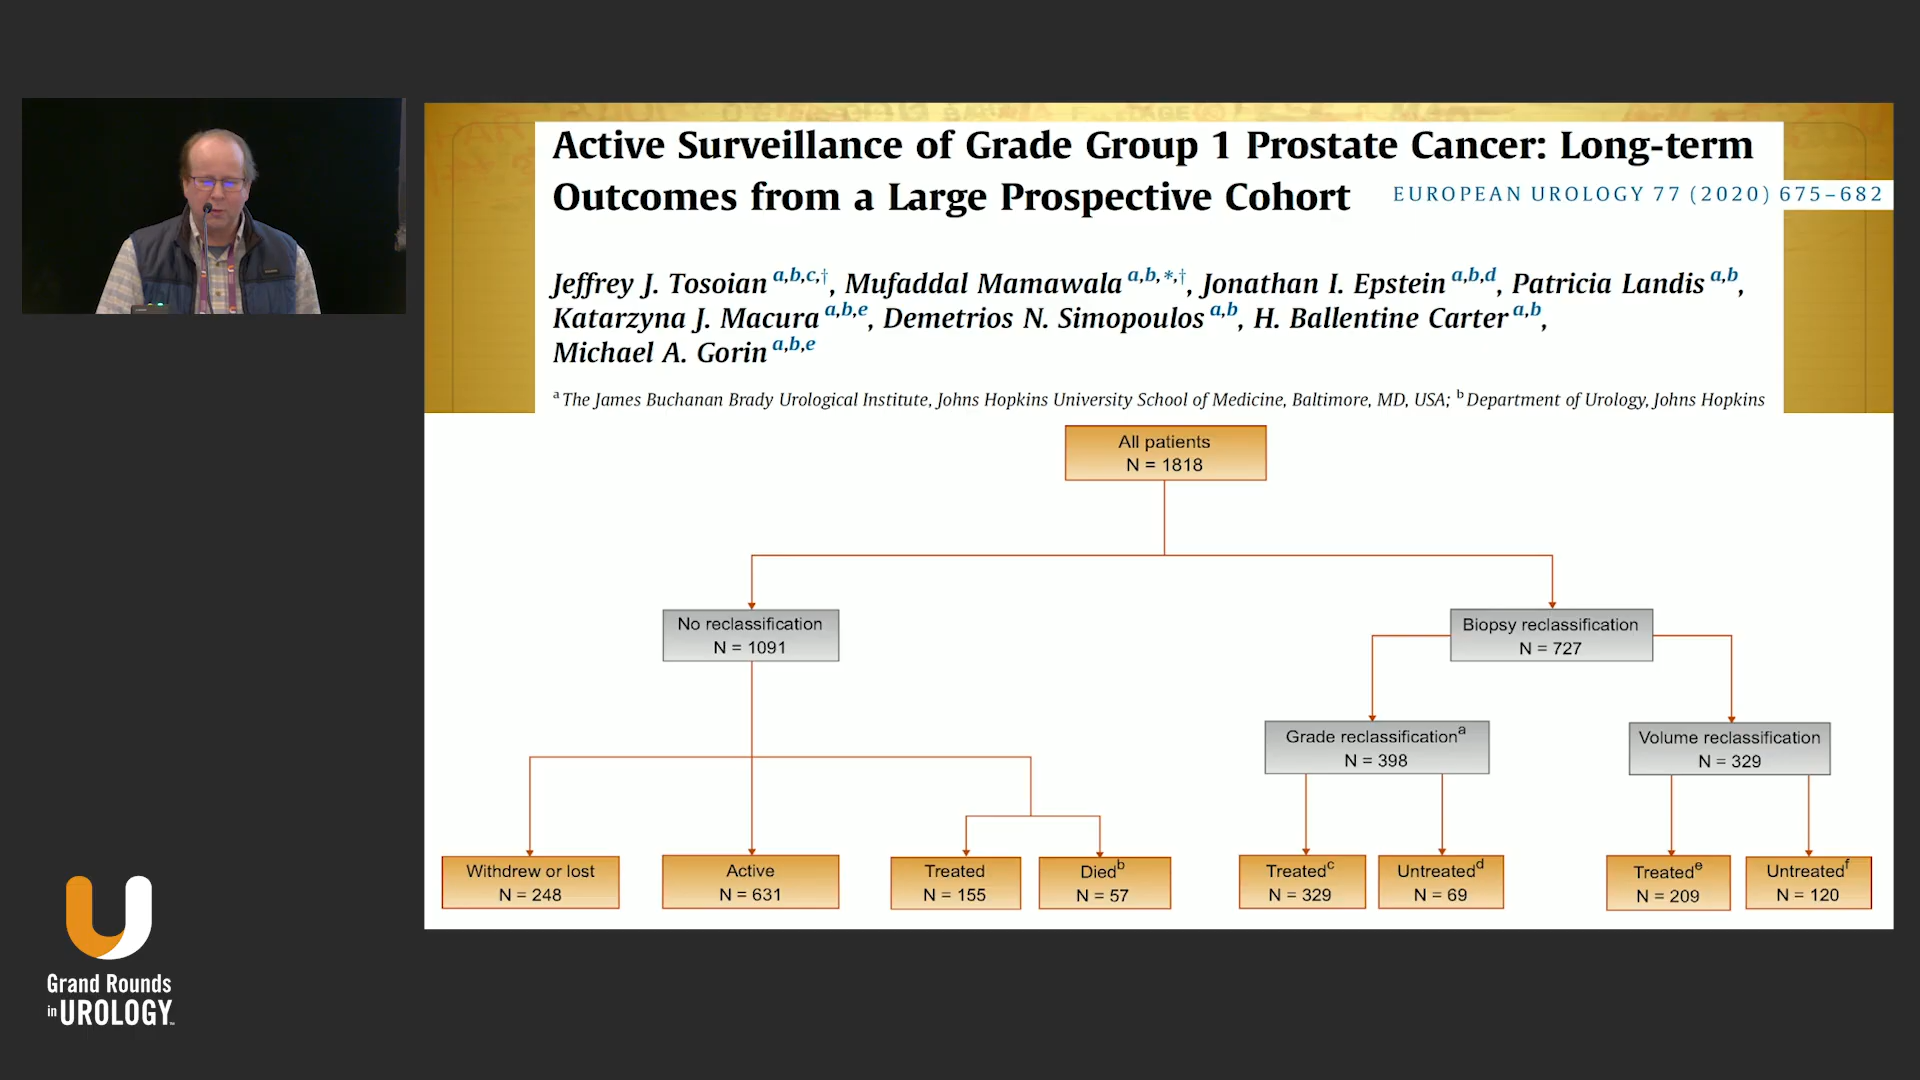 Active Surveillance of Grade Group 1 Prostate Cancer: Long-term
Outcomes from a Large Prospective Cohort
EUROPEAN UROLOGY 77 (2020) 675–682
Jeffrey J. Tosoian a,b,c,†, Mufaddal Mamawala a,b,*,†, Jonathan I. Epstein a,b,d, Patricia Landis a,b,
Katarzyna J. Macura a,b,e, Demetrios N. Simopoulos a,b, H. Ballentine Carter a,b,
Michael A. Gorin a,b,e
a The James Buchanan Brady Urological Institute, Johns Hopkins University School of Medicine, Baltimore, MD, USA; b Department of Urology, Johns Hopkins
All patients
N = 1818
No reclassification
N = 1091
Biopsy reclassification
N = 727
Grade reclassification a
N = 398
Volume reclassification
N = 329
Withdrew or lost
N = 248
Active
N = 631
Treated
N = 155
Died b
N = 57
Treated c
N = 329
Untreated d
N = 69
Treated e
N = 209
Untreated f
N = 120
Grand Rounds
in UROLOGY™